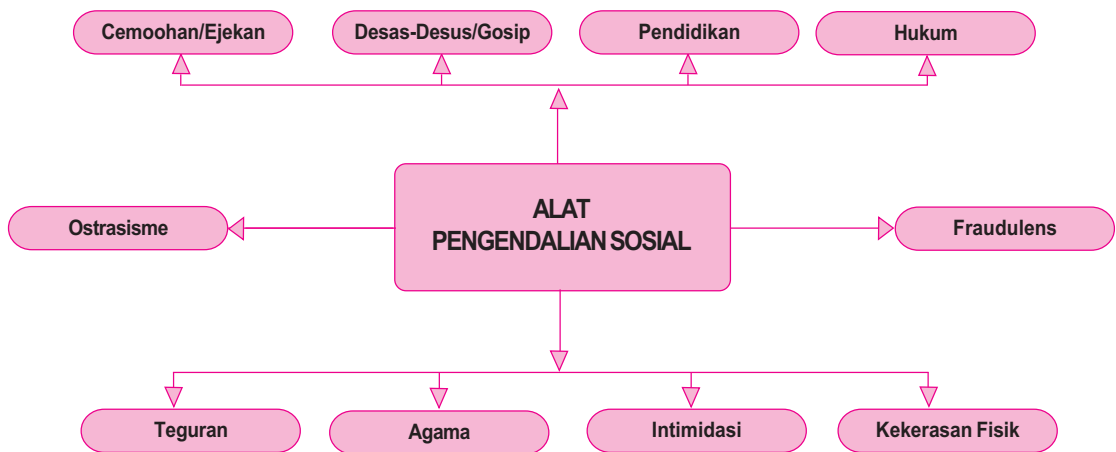 Cemoohan/Ejekan
Desas-Desus/Gosip
Pendidikan
Hukum
ALAT
PENGENDALIAN SOSIAL
Ostrasisme
Fraudulens
Teguran
Agama
Intimidasi
Kekerasan Fisik